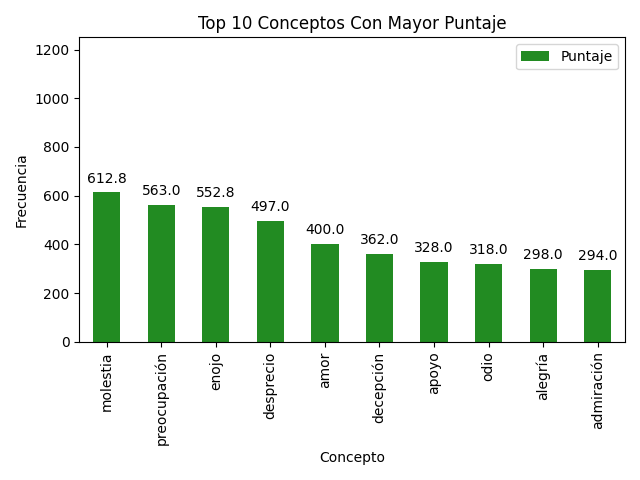 Top 10 Conceptos Con Mayor Puntaje
Puntaje
Frecuencia
1200
1000
800
600
400
200
0
612.8
563.0
552.8
497.0
400.0
362.0
328.0
318.0
298.0
294.0
molestia
preocupación
enojo
desprecio
amor
decepción
apoyo
odio
alegría
admiración
Concepto